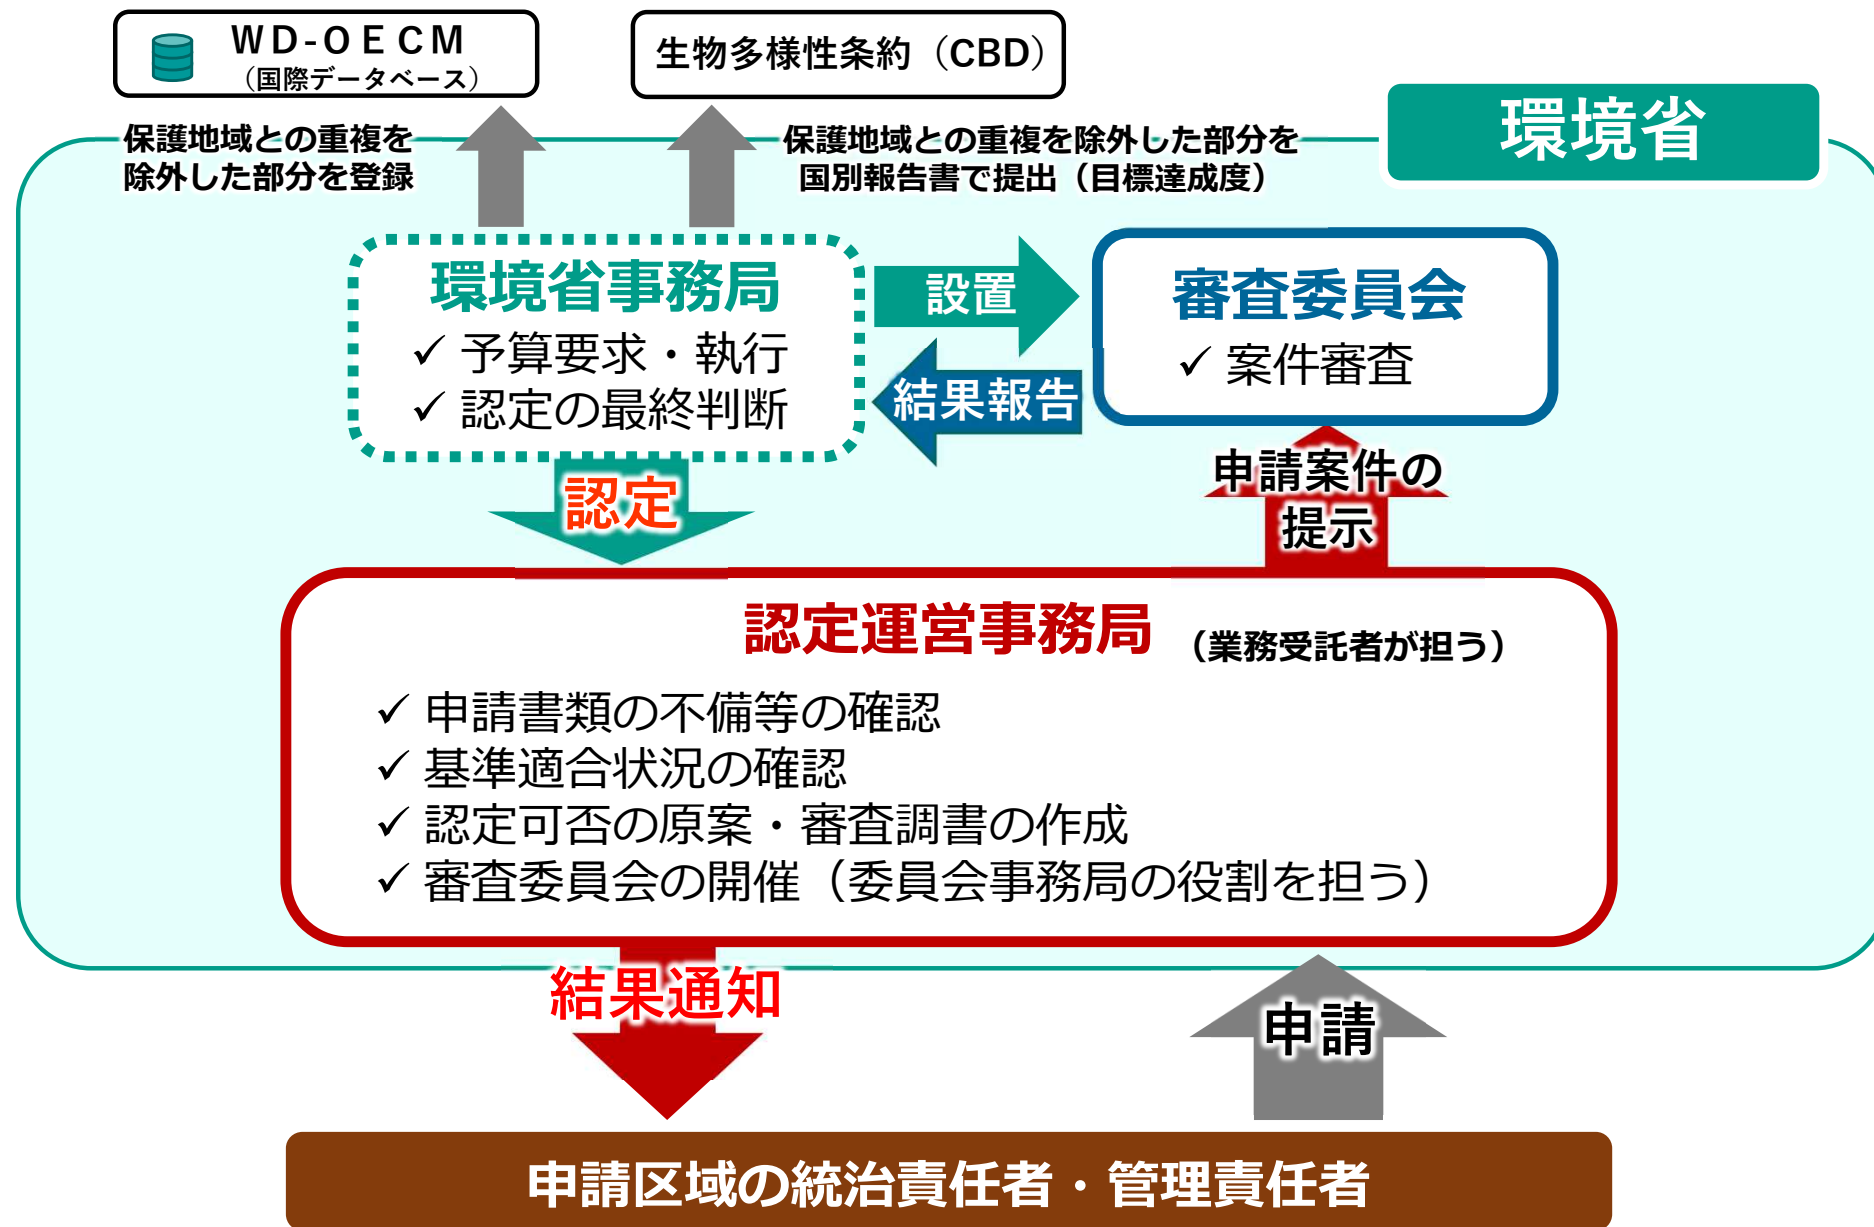 WD-OECM
（国際データベース）
生物多様性条約（CBD）
保護地域との重複を
除外した部分を登録
保護地域との重複を除外した部分を
国別報告書で提出（目標達成度）
環境省
環境省事務局
✓ 予算要求・執行
✓ 認定の最終判断
設置
結果報告
審査委員会
✓ 案件審査
認定
申請案件の
提示
認定運営事務局 （業務受託者が担う）
✓ 申請書類の不備等の確認
✓ 基準適合状況の確認
✓ 認定可否の原案・審査調書の作成
✓ 審査委員会の開催（委員会事務局の役割を担う）
結果通知
申請
申請区域の統治責任者・管理責任者